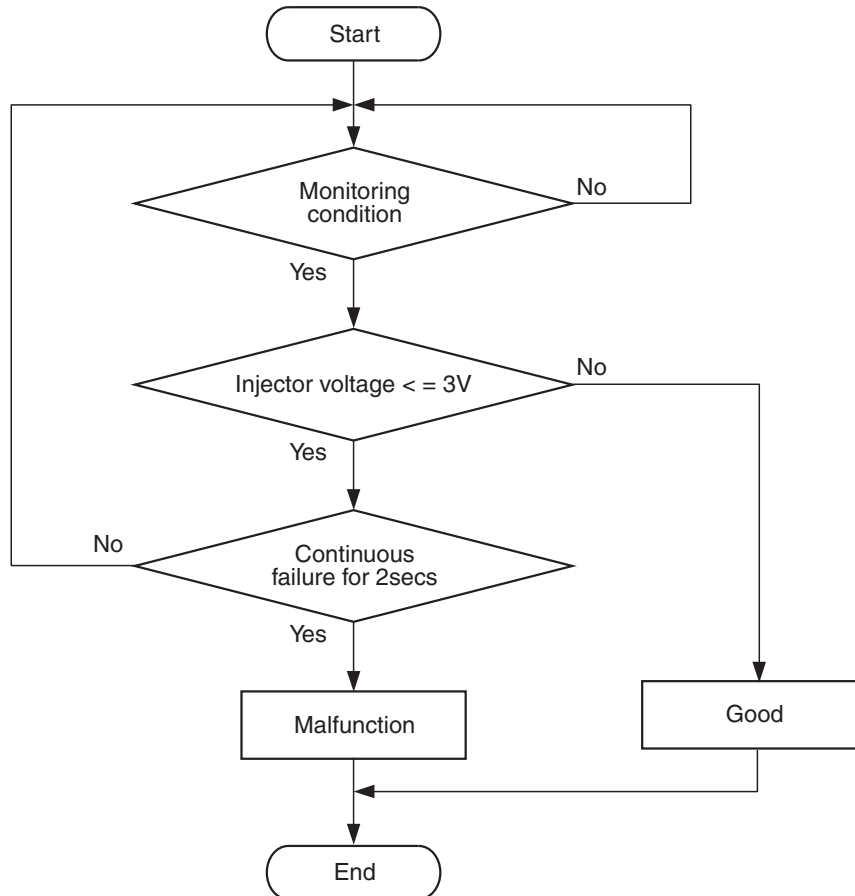 Start
Monitoring
condition
No
Yes
Injector voltage < = 3V
No
Yes
No
Continuous
failure for 2secs
Yes
Malfunction
Good
End